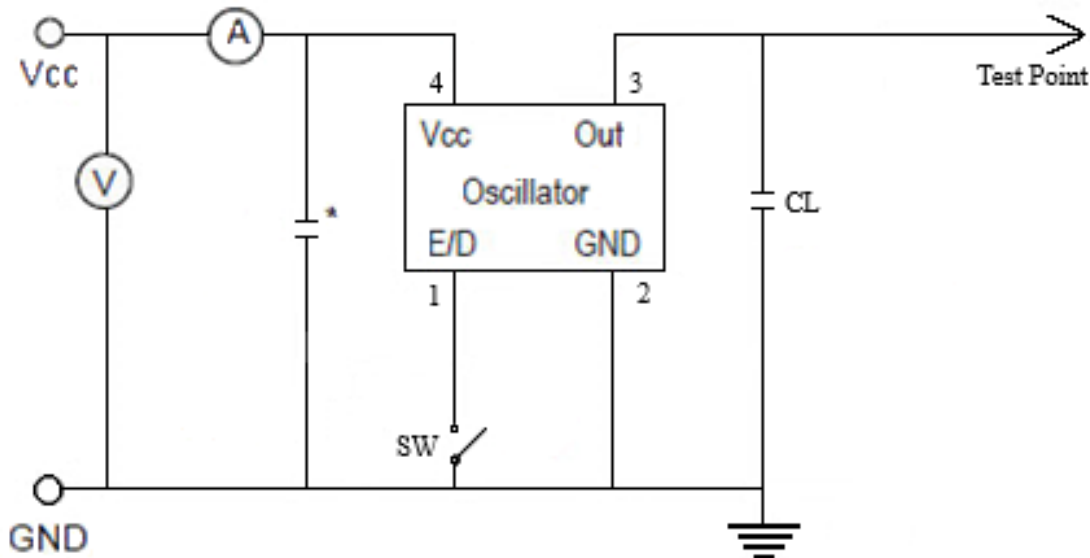 A
Vcc
4
3
Test Point
Vcc
Out
V
Oscillator
CL
*
E/D
GND
1
2
SW
GND